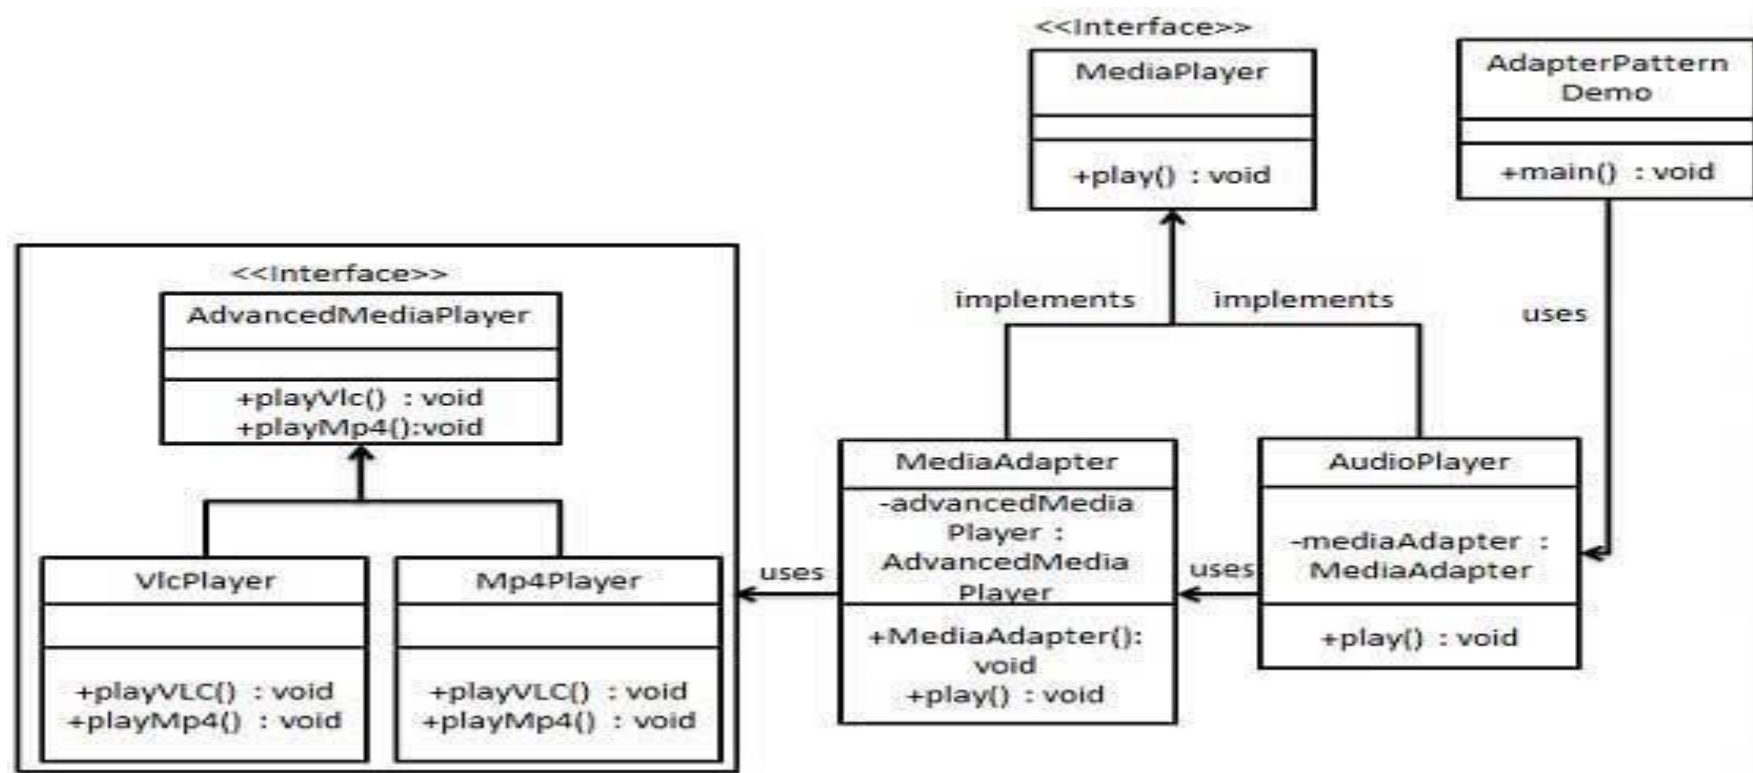 <<Interface>>
MediaPlayer
+play() : void
AdapterPattern
Demo
+main() : void
implements
implements
uses
<<Interface>>
AdvancedMediaPlayer
+playVlc() : void
+playMp4():void
VlcPlayer
+playVLC() : void
+playMp4() : void
Mp4Player
+playVLC() : void
+playMp4() : void
uses
MediaAdapter
-advancedMedia
Player :
AdvancedMedia
Player
+MediaAdapter():
void
+play() : void
uses
AudioPlayer
-mediaAdapter :
MediaAdapter
+play() : void